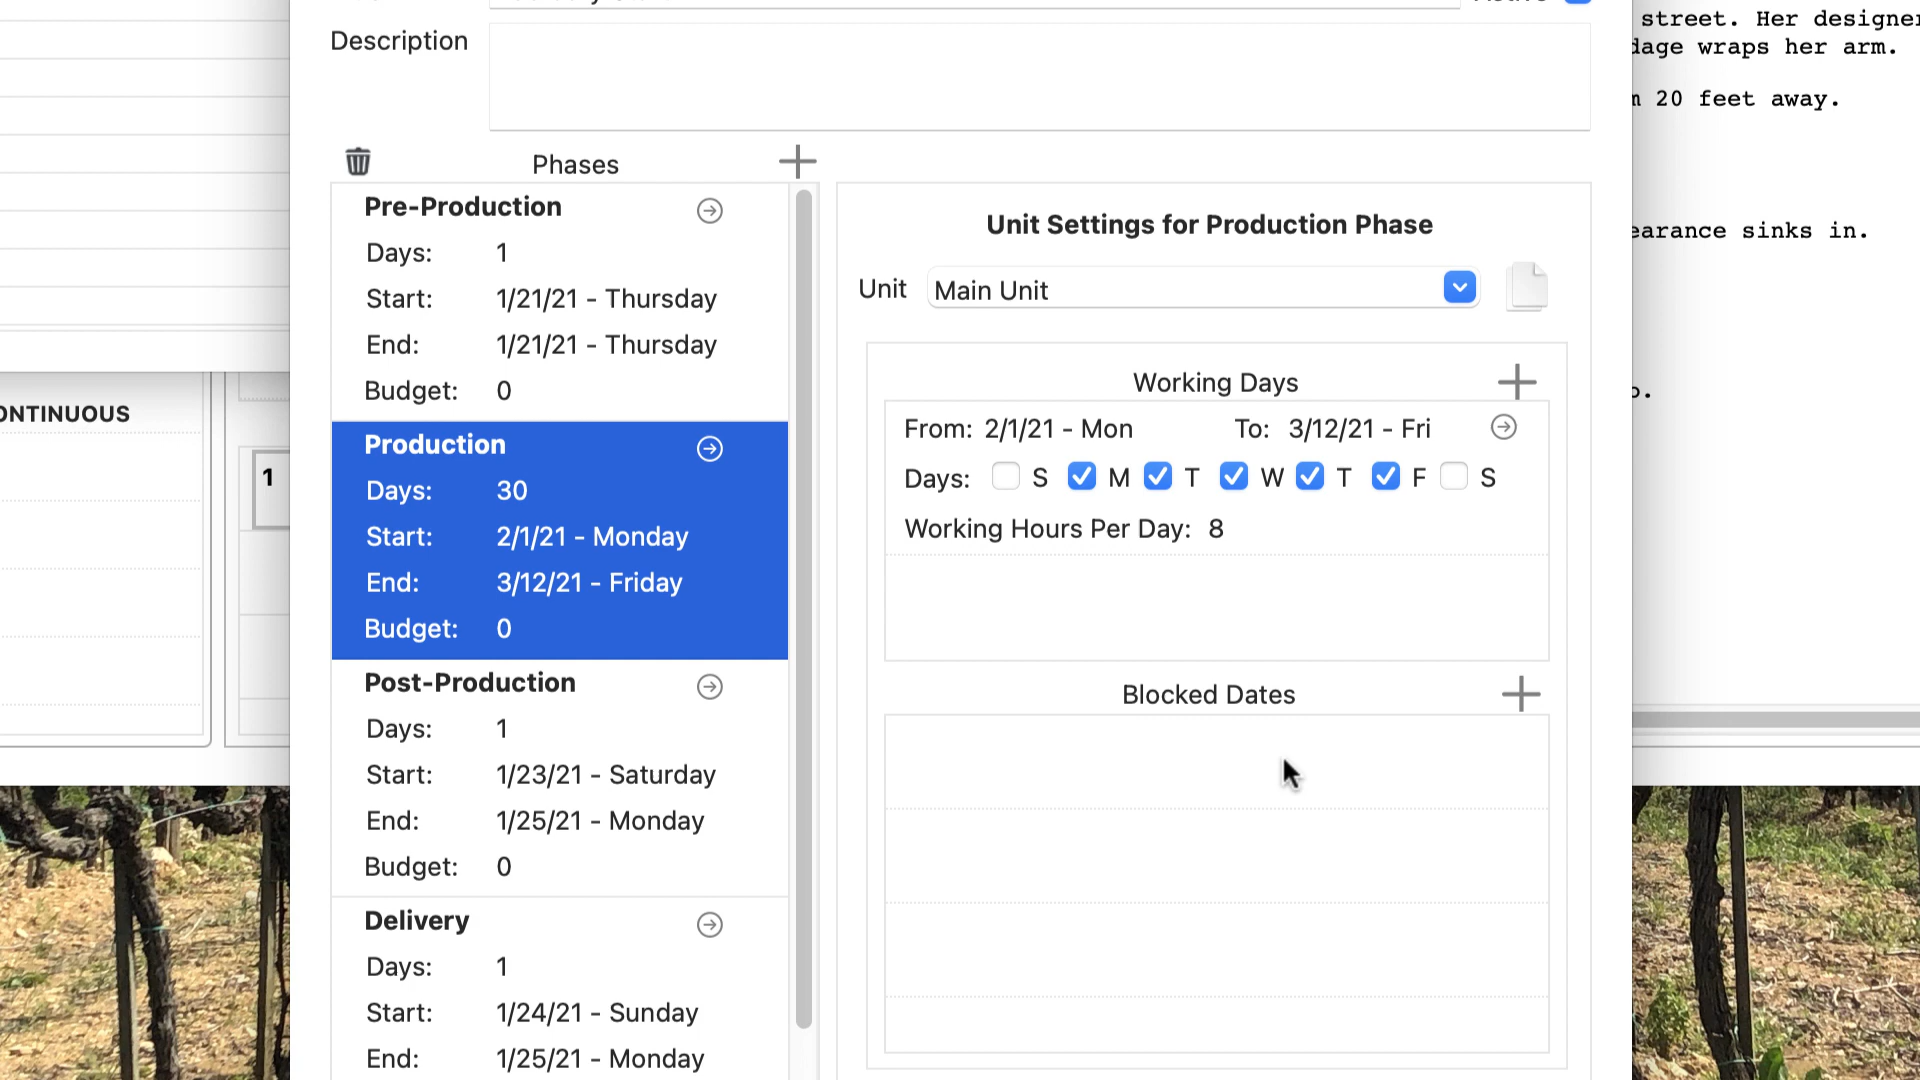 street. Her designer
dage wraps her arm.
20 feet away.
earance sinks in.
Description
Phases
Pre-Production
Days: 1
Start: 1/21/21 - Thursday
End: 1/21/21 - Thursday
Budget: 0
Production
Days: 30
Start: 2/1/21 - Monday
End: 3/12/21 - Friday
Budget: 0
Post-Production
Days: 1
Start: 1/23/21 - Saturday
End: 1/25/21 - Monday
Budget: 0
Delivery
Days: 1
Start: 1/24/21 - Sunday
End: 1/25/21 - Monday
Unit Settings for Production Phase
Unit Main Unit
Working Days
From: 2/1/21 - Mon To: 3/12/21 - Fri
Days: S M T W T F S
Working Hours Per Day: 8
Blocked Dates
ONTINUOUS
1